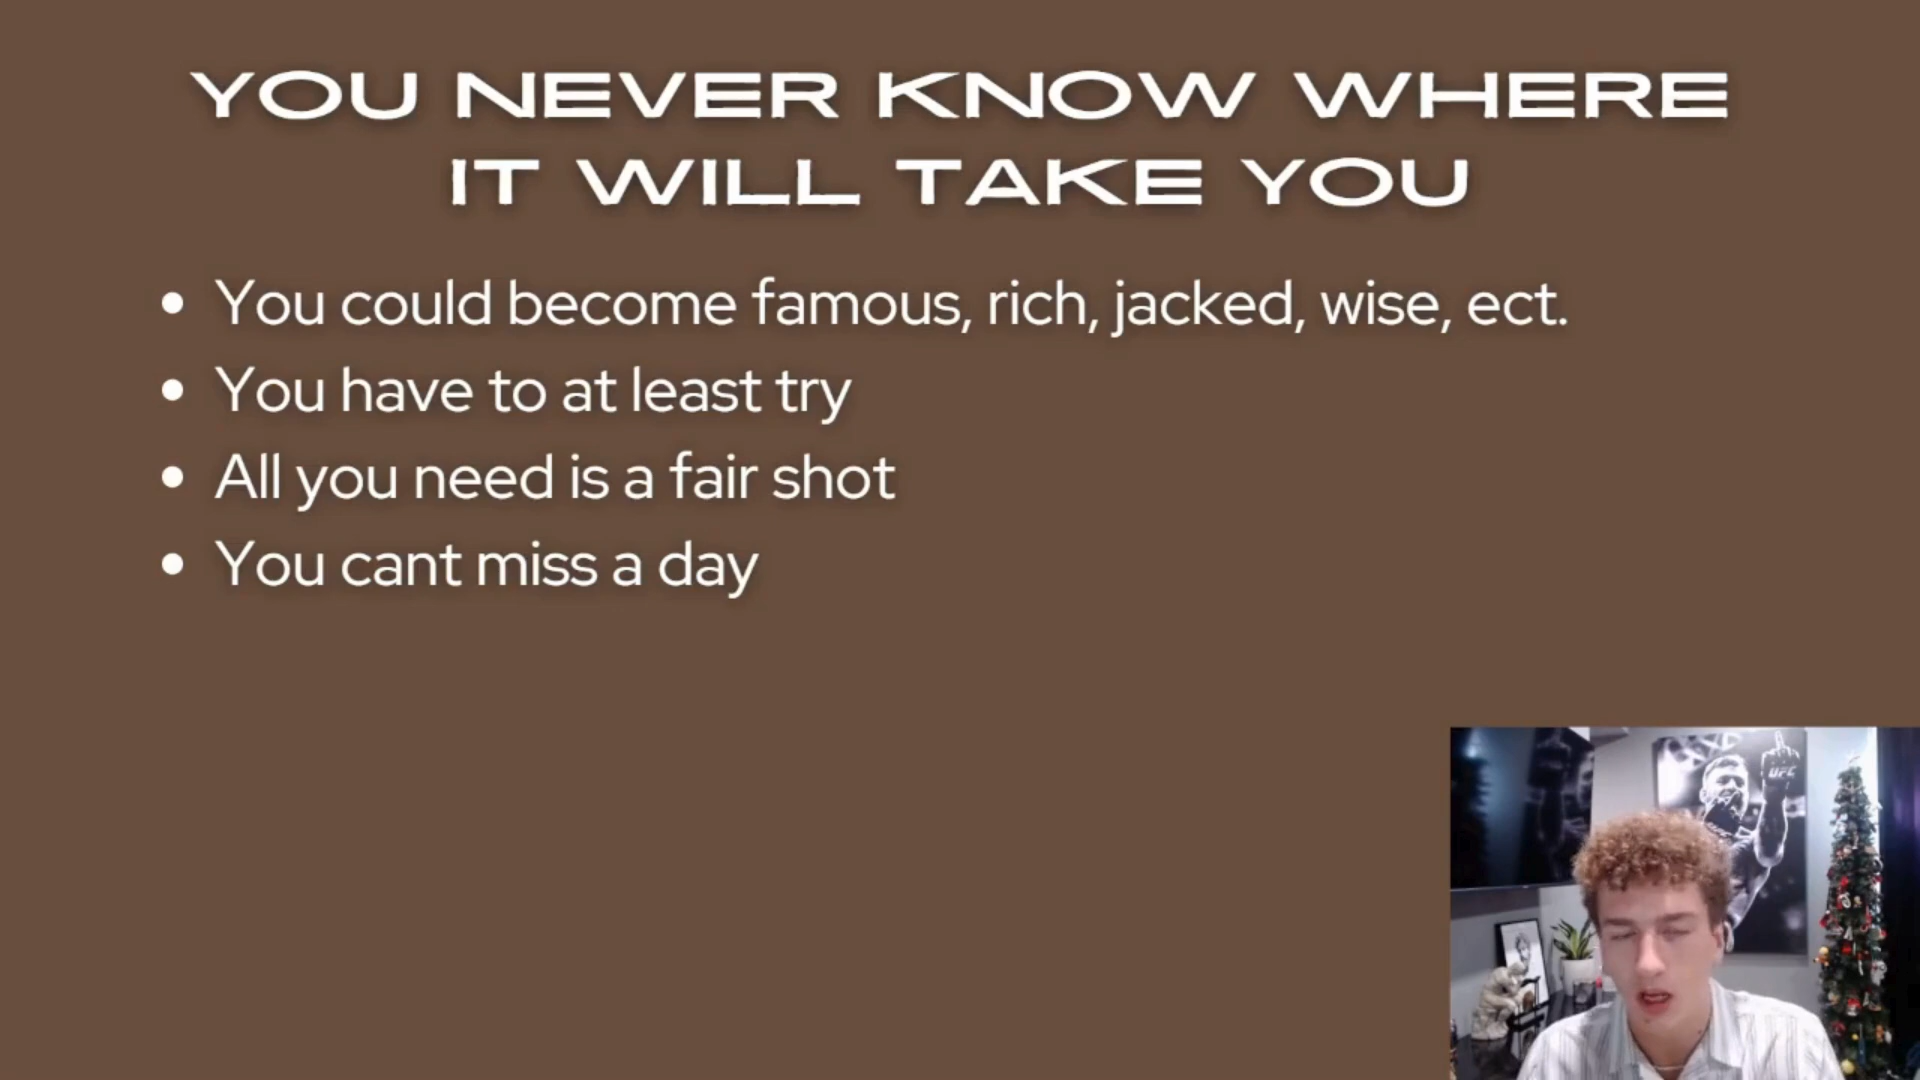 YOU NEVER KNOW WHERE
IT WILL TAKE YOU
• You could become famous, rich, jacked, wise, ect.
• You have to at least try
• All you need is a fair shot
• You cant miss a day
UFC